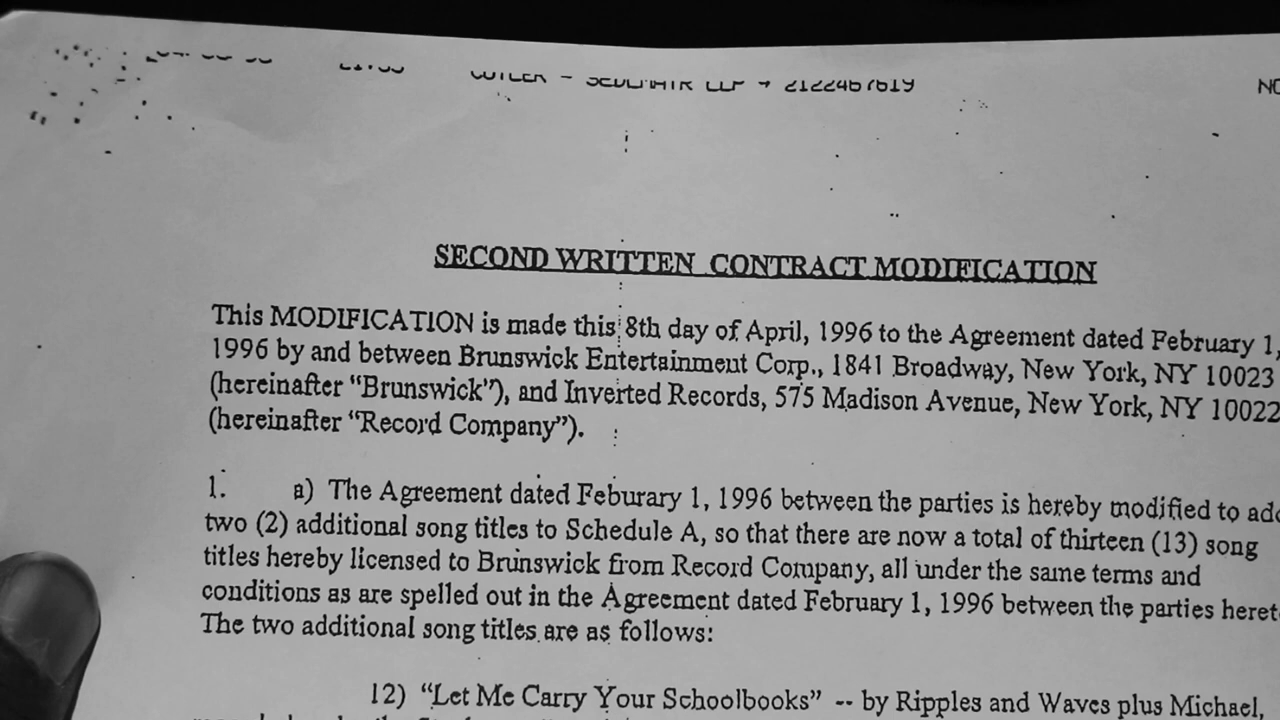 LLP → 2122467619
SECOND WRITTEN CONTRACT MODIFICATION
This MODIFICATION is made this 8th day of April, 1996 to the Agreement dated February 1,
1996 by and between Brunswick Entertainment Corp., 1841 Broadway, New York, NY 10023
(hereinafter “Brunswick”), and Inverted Records, 575 Madison Avenue, New York, NY 10022
(hereinafter “Record Company”).
1. a) The Agreement dated Feburary 1, 1996 between the parties is hereby modified to add
two (2) additional song titles to Schedule A, so that there are now a total of thirteen (13) song
titles hereby licensed to Brunswick from Record Company, all under the same terms and
conditions as are spelled out in the Agreement dated February 1, 1996 between the parties
The two additional song titles are as follows:
12) “Let Me Carry Your Schoolbooks” -- by Ripples and Waves plus Michael,